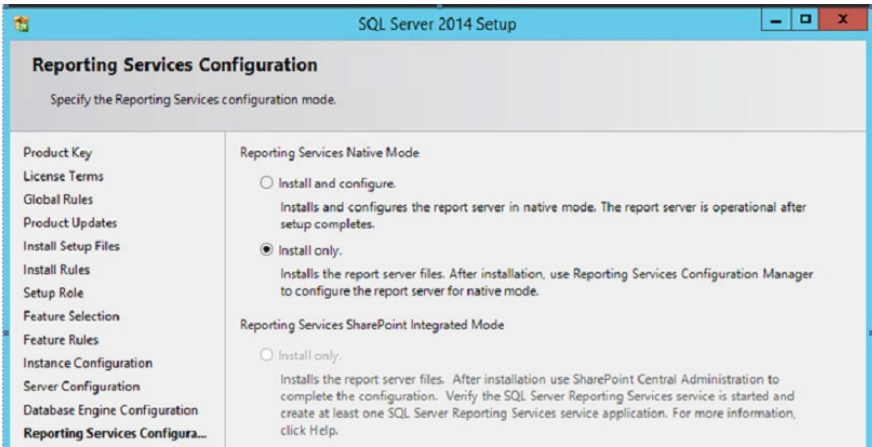 SQL Server 2014 Setup
Reporting Services Configuration
Specify the Reporting Services configuration mode.
Product Key
License Terms
Global Rules
Product Updates
Install Setup Files
Install Rules
Setup Role
Feature Selection
Feature Rules
Instance Configuration
Server Configuration
Database Engine Configuration
Reporting Services Configura...
Reporting Services Native Mode
Install and configure.
Installs and configures the report server in native mode. The report server is operational after
setup completes.
Install only.
Installs the report server files. After installation, use Reporting Services Configuration Manager
to configure the report server for native mode.
Reporting Services SharePoint Integrated Mode
Install only.
Installs the report server files. After installation use SharePoint Central Administration to
complete the configuration. Verify the SQL Server Reporting Services service is started and
create at least one SQL Server Reporting Services service application. For more information,
click Help.